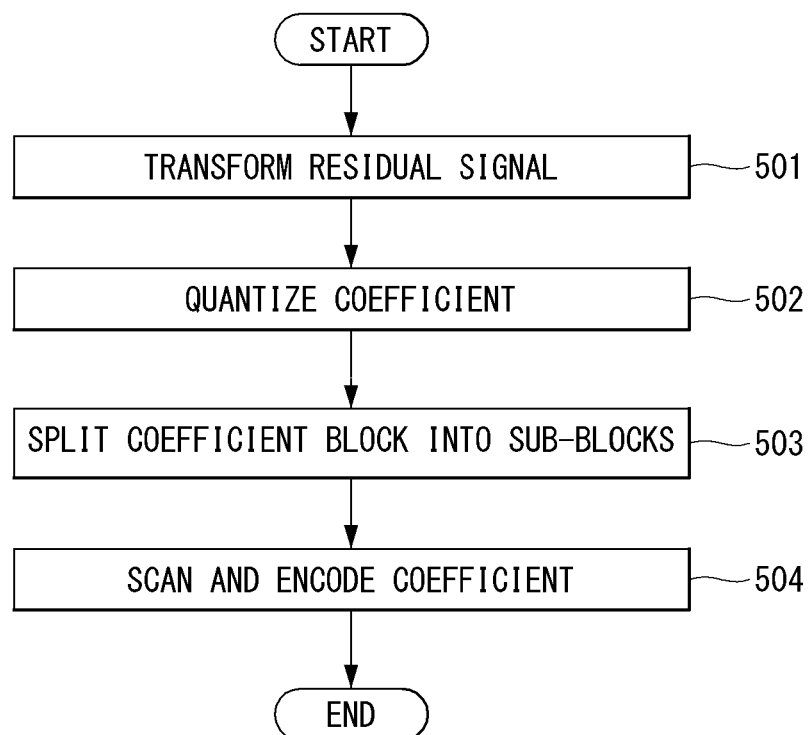 START
TRANSFORM RESIDUAL SIGNAL
501
QUANTIZE COEFFICIENT
502
SPLIT COEFFICIENT BLOCK INTO SUB-BLOCKS
503
SCAN AND ENCODE COEFFICIENT
504
END